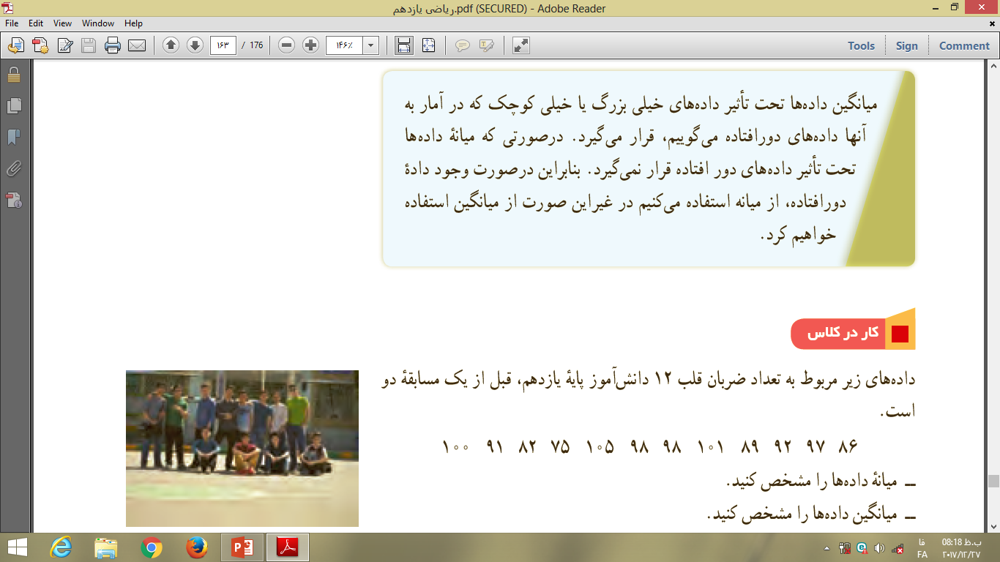 ریاضی یازدهم.pdf (SECURED) - Adobe Reader
File Edit View Window Help
۱۶۳ / 176 ۱۴۶٪ Tools Sign Comment
میانگین داده‌ها تحت تأثیر داده‌های خیلی بزرگ یا خیلی کوچک که در آمار به
آنها داده‌های دورافتاده می‌گوییم، قرار می‌گیرد. درصورتی که میانهٔ داده‌ها
تحت تأثیر داده‌های دور افتاده قرار نمی‌گیرد. بنابراین درصورت وجود دادهٔ
دورافتاده، از میانه استفاده می‌کنیم در غیراین صورت از میانگین استفاده
خواهیم کرد.
کار در کلاس
داده‌های زیر مربوط به تعداد ضربان قلب ۱۲ دانش‌آموز پایهٔ یازدهم، قبل از یک مسابقهٔ دو
است.
۱۰۰ ۹۱ ۸۲ ۷۵ ۱۰۵ ۹۸ ۹۸ ۱۰۱ ۸۹ ۹۲ ۹۷ ۸۶
ــ میانهٔ داده‌ها را مشخص کنید.
ــ میانگین داده‌ها را مشخص کنید.
فا
FA
08:18 ب.ظ
۲۰۱۷/۱۲/۲۷